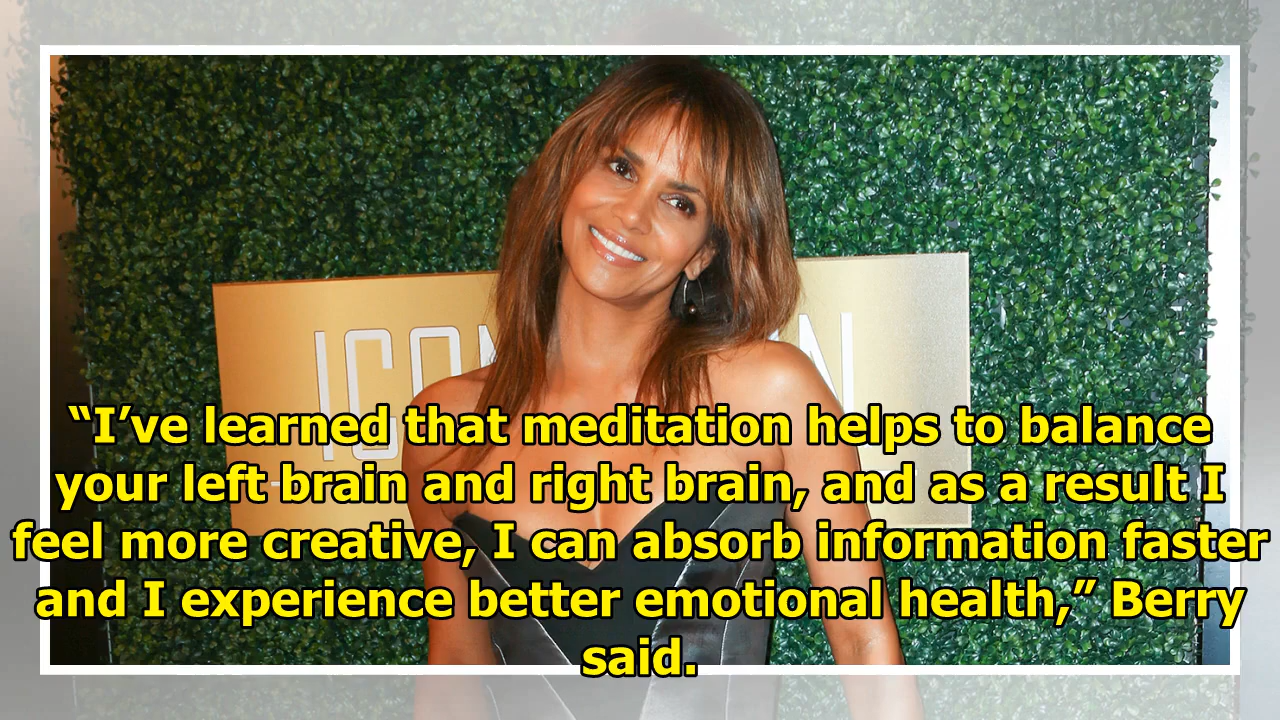 ICON
“I’ve learned that meditation helps to balance
your left brain and right brain, and as a result I
feel more creative, I can absorb information faster
and I experience better emotional health,” Berry
said.